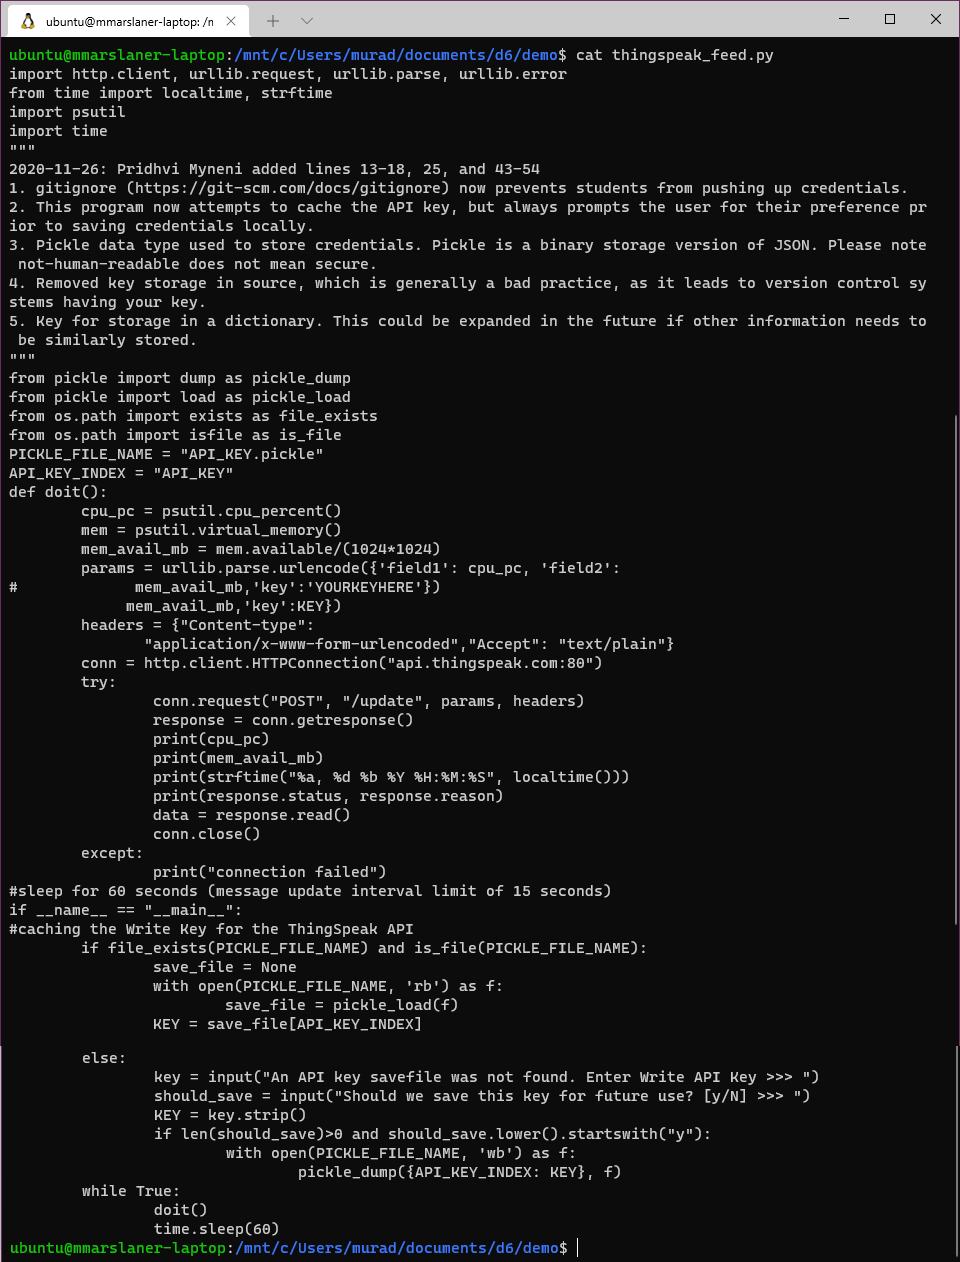 ubuntu@mmarslaner-laptop: /n
ubuntu@mmarslaner-laptop:/mnt/c/Users/murad/documents/d6/demo$ cat thingspeak_feed.py
import http.client, urllib.request, urllib.parse, urllib.error
from time import localtime, strftime
import psutil
import time
"""
2020-11-26: Pridhvi Myneni added lines 13-18, 25, and 43-54
1. gitignore (https://git-scm.com/docs/gitignore) now prevents students from pushing up credentials.
2. This program now attempts to cache the API key, but always prompts the user for their preference pr
ior to saving credentials locally.
3. Pickle data type used to store credentials. Pickle is a binary storage version of JSON. Please note
 not-human-readable does not mean secure.
4. Removed key storage in source, which is generally a bad practice, as it leads to version control sy
stems having your key.
5. Key for storage in a dictionary. This could be expanded in the future if other information needs to
 be similarly stored.
"""
from pickle import dump as pickle_dump
from pickle import load as pickle_load
from os.path import exists as file_exists
from os.path import isfile as is_file
PICKLE_FILE_NAME = "API_KEY.pickle"
API_KEY_INDEX = "API_KEY"
def doit():
        cpu_pc = psutil.cpu_percent()
        mem = psutil.virtual_memory()
        mem_avail_mb = mem.available/(1024*1024)
        params = urllib.parse.urlencode({'field1': cpu_pc, 'field2':
#             mem_avail_mb,'key':'YOURKEYHERE'})
             mem_avail_mb,'key':KEY})
        headers = {"Content-type":
               "application/x-www-form-urlencoded","Accept": "text/plain"}
        conn = http.client.HTTPConnection("api.thingspeak.com:80")
        try:
                conn.request("POST", "/update", params, headers)
                response = conn.getresponse()
                print(cpu_pc)
                print(mem_avail_mb)
                print(strftime("%a, %d %b %Y %H:%M:%S", localtime()))
                print(response.status, response.reason)
                data = response.read()
                conn.close()
        except:
                print("connection failed")
#sleep for 60 seconds (message update interval limit of 15 seconds)
if __name__ == "__main__":
#caching the Write Key for the ThingSpeak API
        if file_exists(PICKLE_FILE_NAME) and is_file(PICKLE_FILE_NAME):
                save_file = None
                with open(PICKLE_FILE_NAME, 'rb') as f:
                        save_file = pickle_load(f)
                KEY = save_file[API_KEY_INDEX]
        else:
                key = input("An API key savefile was not found. Enter Write API Key >>> ")
                should_save = input("Should we save this key for future use? [y/N] >>> ")
                KEY = key.strip()
                if len(should_save)>0 and should_save.lower().startswith("y"):
                        with open(PICKLE_FILE_NAME, 'wb') as f:
                                pickle_dump({API_KEY_INDEX: KEY}, f)
        while True:
                doit()
                time.sleep(60)
ubuntu@mmarslaner-laptop:/mnt/c/Users/murad/documents/d6/demo$